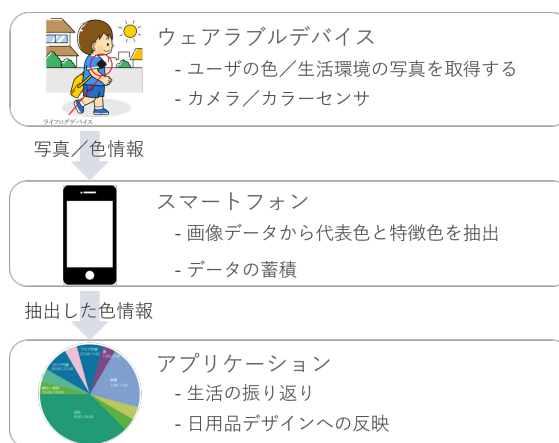 ウェアラブルデバイス
- ユーザの色／生活環境の写真を取得する
- カメラ／カラーセンサ
ライフログデバイス
写真／色情報
スマートフォン
- 画像データから代表色と特徴色を抽出
- データの蓄積
抽出した色情報
アプリケーション
- 生活の振り返り
- 日用品デザインへの反映